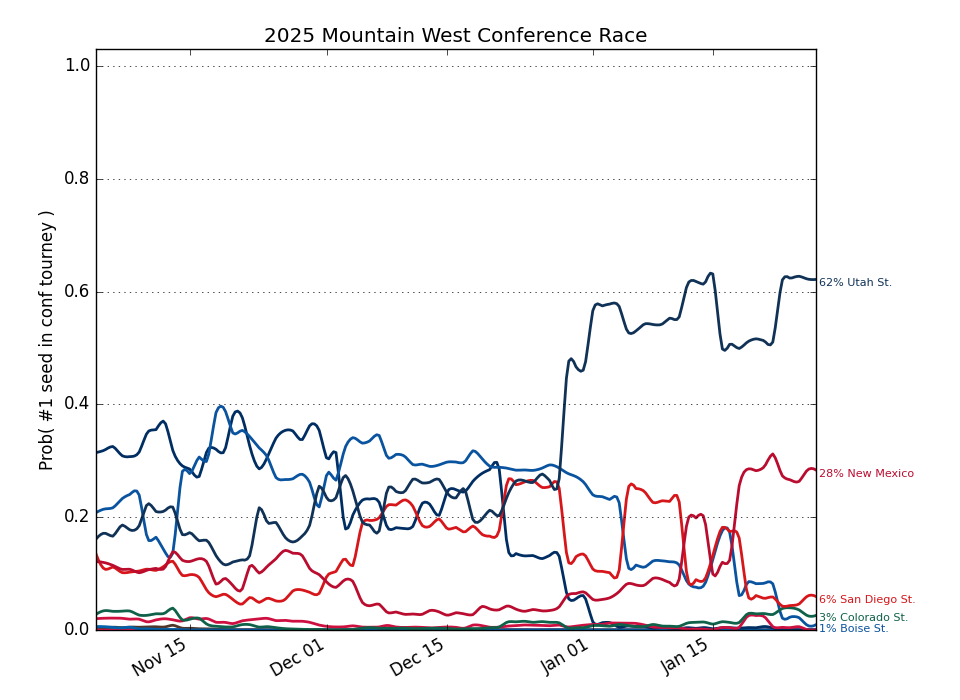 2025 Mountain West Conference Race
Prob( #1 seed in conf tourney )
1.0
0.8
0.6
0.4
0.2
0.0
62% Utah St.
28% New Mexico
6% San Diego St.
3% Colorado St.
1% Boise St.
Nov 15
Dec 01
Dec 15
Jan 01
Jan 15